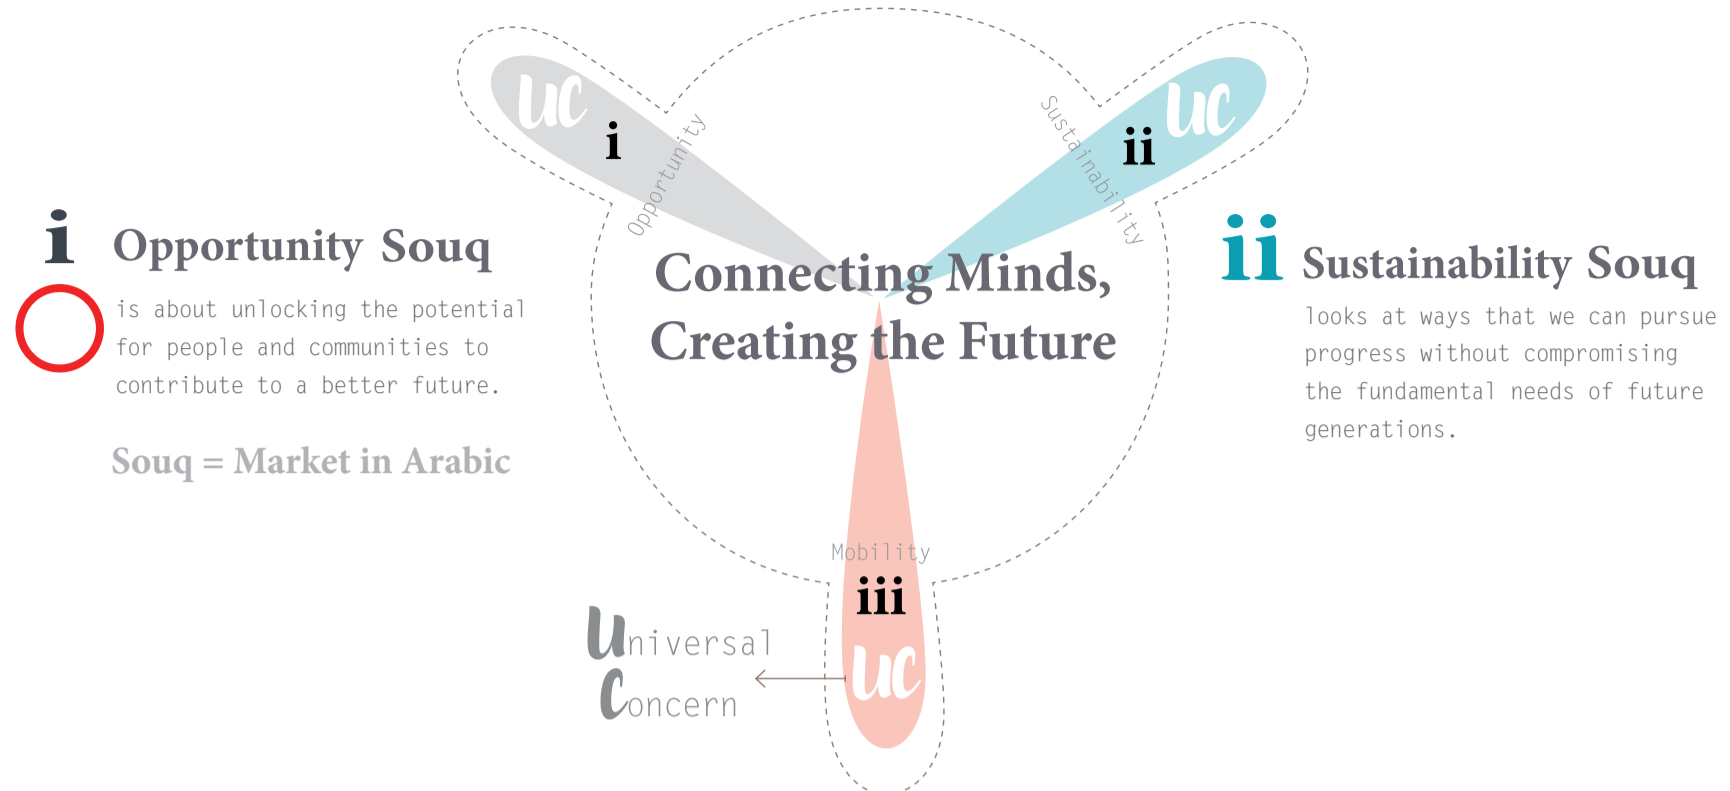 UC
i
Opportunity
UC
ii
Sustainability
i
Opportunity Souq
is about unlocking the potential
for people and communities to
contribute to a better future.
Souq = Market in Arabic
Connecting Minds,
Creating the Future
ii
Sustainability Souq
looks at ways that we can pursue
progress without compromising
the fundamental needs of future
generations.
Mobility
iii
UC
Universal
Concern